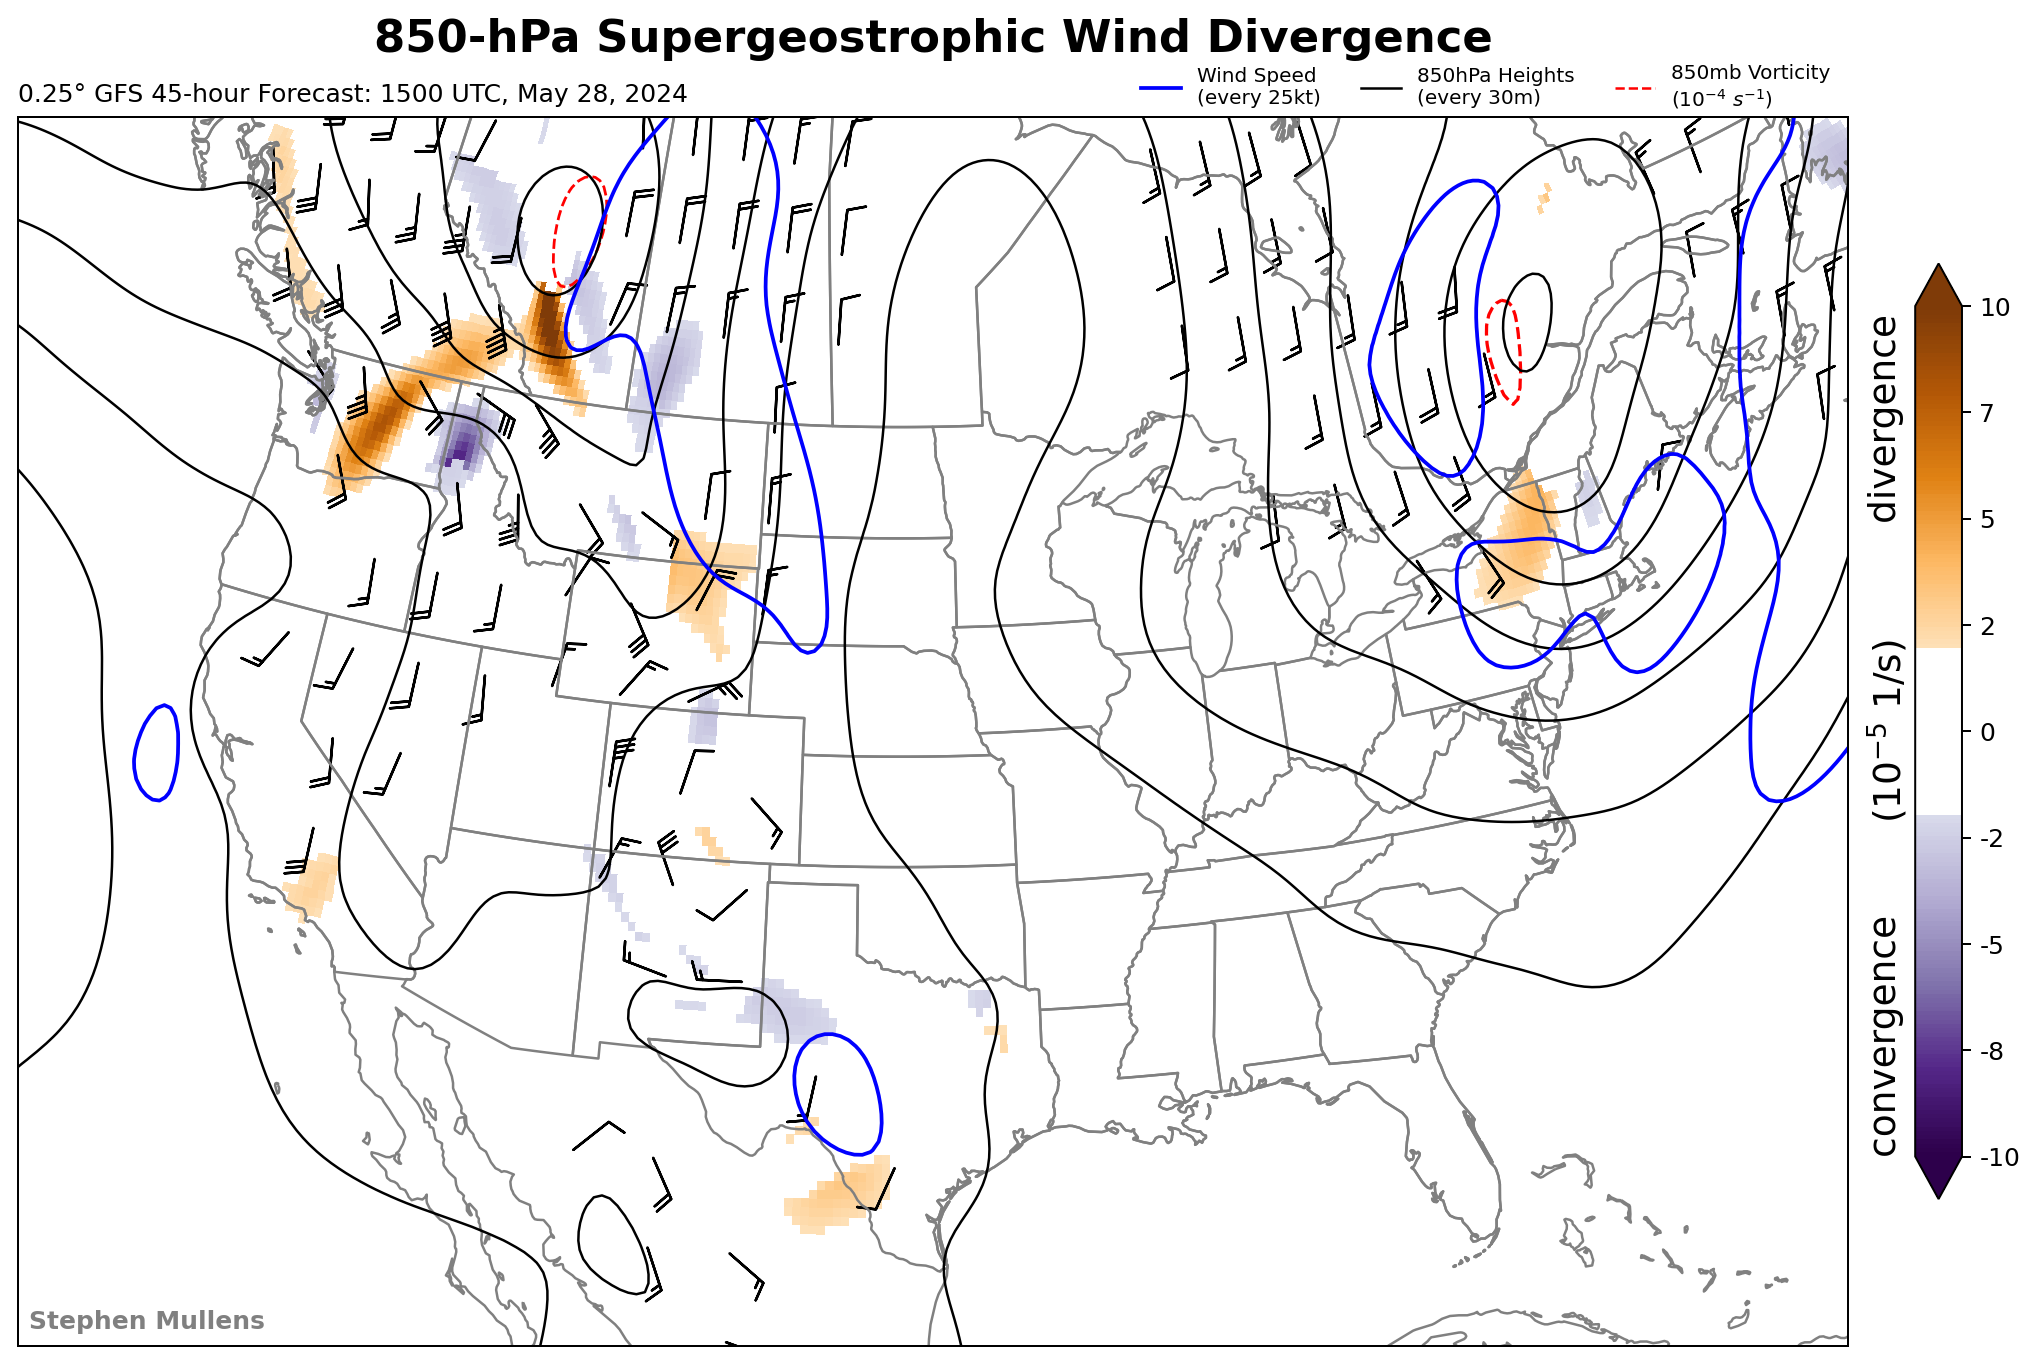 850-hPa Supergeostrophic Wind Divergence
0.25° GFS 45-hour Forecast: 1500 UTC, May 28, 2024
Wind Speed
(every 25kt)
850hPa Heights
(every 30m)
850mb Vorticity
(10⁻⁴ s⁻¹)
10
7
5
2
0
-2
-5
-8
-10
convergence (10⁻⁵ 1/s) divergence
Stephen Mullens